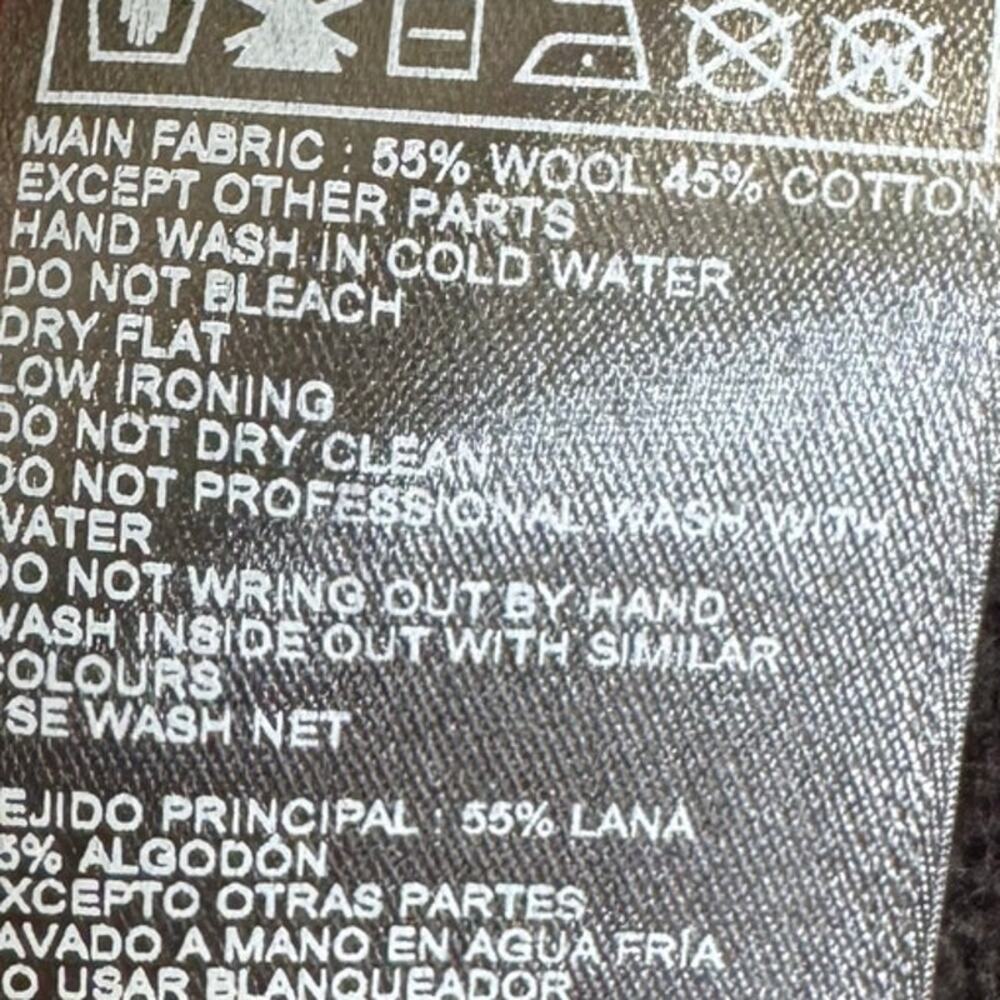 MAIN FABRIC : 55% WOOL 45% COTTON
EXCEPT OTHER PARTS
HAND WASH IN COLD WATER
DO NOT BLEACH
DRY FLAT
LOW IRONING
DO NOT DRY CLEAN
DO NOT PROFESSIONAL WASH WITH
WATER
DO NOT WRING OUT BY HAND
WASH INSIDE OUT WITH SIMILAR
COLOURS
SE WASH NET
EJIDO PRINCIPAL : 55% LANA
5% ALGODÓN
XCEPTO OTRAS PARTES
AVADO A MANO EN AGUA FRÍA
O USAR BLANQUEADOR